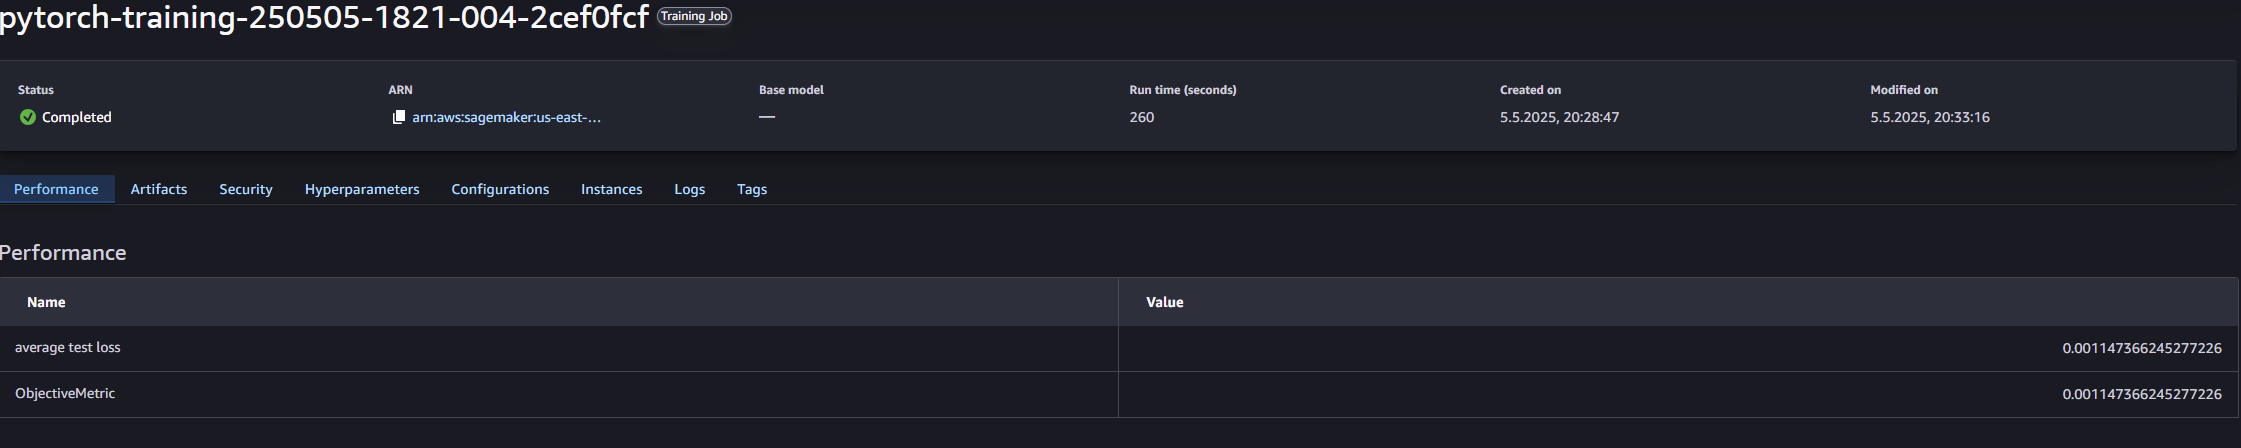 pytorch-training-250505-1821-004-2cef0fcf Training Job
Status ARN Base model Run time (seconds) Created on Modified on
Completed arn:aws:sagemaker:us-east-... — 260 5.5.2025, 20:28:47 5.5.2025, 20:33:16
Performance Artifacts Security Hyperparameters Configurations Instances Logs Tags
Performance
Name Value
average test loss 0.001147366245277226
ObjectiveMetric 0.001147366245277226